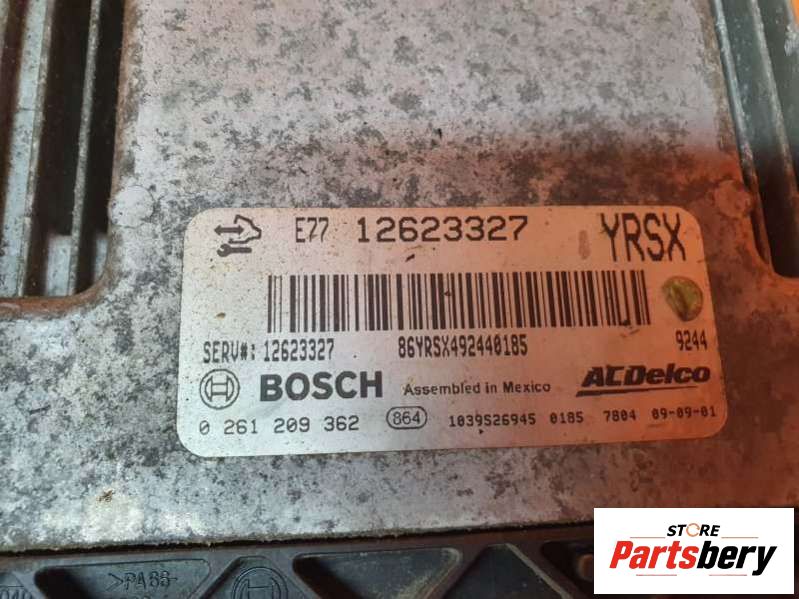 E77 12623327 YRSX
SERV#: 12623327 86YRSX492440185 9244
BOSCH Assembled in Mexico ACDelco
0 261 209 362 864 1039S26945 0185 7804 09-09-01
STORE
Partsbery